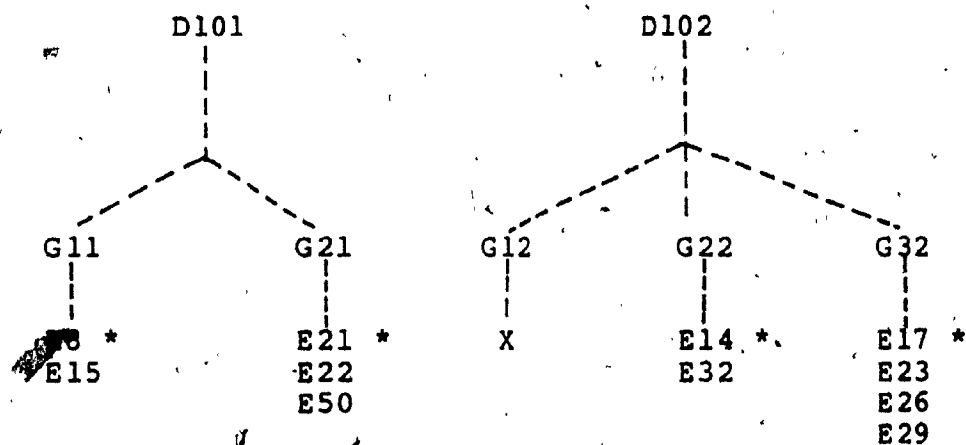 D101 D102
G11 G21 G12 G22 G32
* E21 * X E14 * E17 *
E15 E22 E32 E23
E50 E26
E29